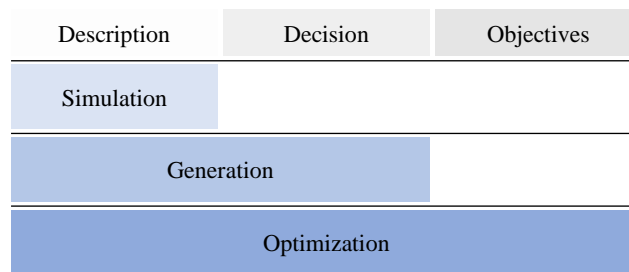 Description Decision Objectives
Simulation
Generation
Optimization